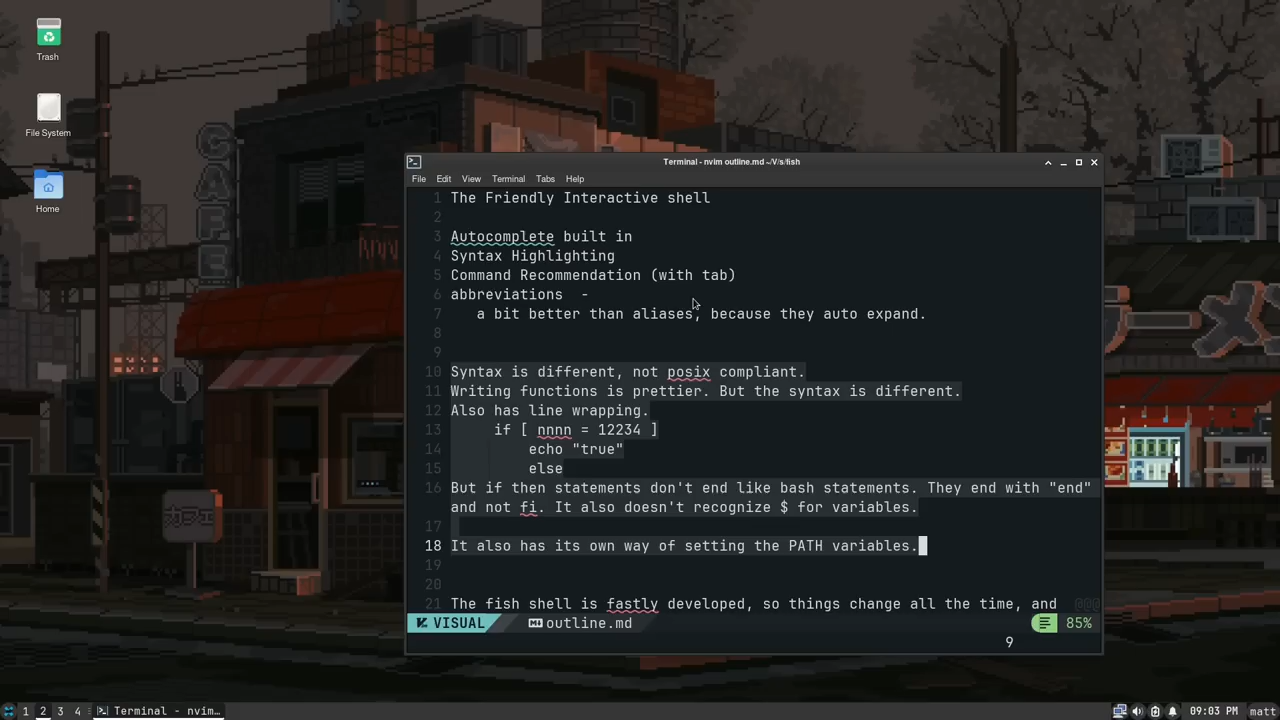 Trash
File System
Home
CAFE
カフェ
Terminal - nvim outline.md ~/V/s/fish
File Edit View Terminal Tabs Help
1 The Friendly Interactive shell
2
3 Autocomplete built in
4 Syntax Highlighting
5 Command Recommendation (with tab)
6 abbreviations -
7 a bit better than aliases, because they auto expand.
8
9
10 Syntax is different, not posix compliant.
11 Writing functions is prettier. But the syntax is different.
12 Also has line wrapping.
13 if [ nnnn = 12234 ]
14 echo "true"
15 else
16 But if then statements don't end like bash statements. They end with "end"
and not fi. It also doesn't recognize $ for variables.
17
18 It also has its own way of setting the PATH variables.
19
20
21 The fish shell is fastly developed, so things change all the time, and @@@
VISUAL outline.md 85%
9
1 2 3 4 Terminal - nvim… 09:03 PM matt